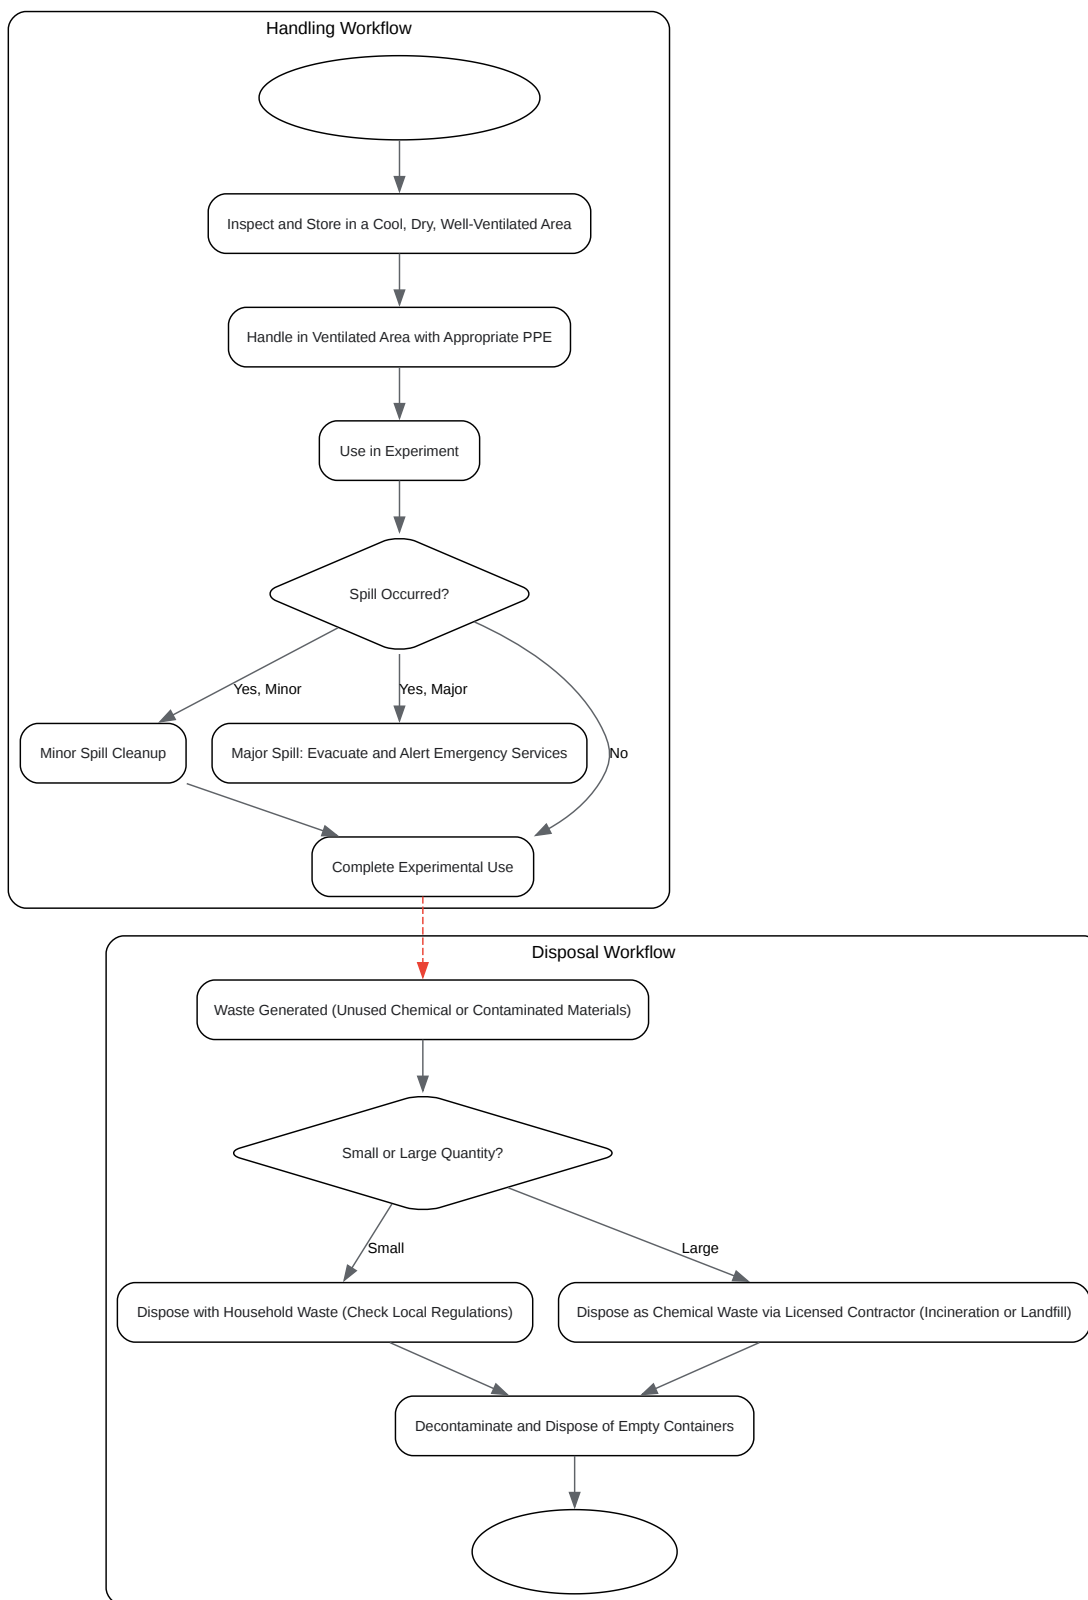 Handling Workflow
Inspect and Store in a Cool, Dry, Well-Ventilated Area
Handle in Ventilated Area with Appropriate PPE
Use in Experiment
Spill Occurred?
Yes, Minor
Yes, Major
No
Minor Spill Cleanup
Major Spill: Evacuate and Alert Emergency Services
Complete Experimental Use
Disposal Workflow
Waste Generated (Unused Chemical or Contaminated Materials)
Small or Large Quantity?
Small
Large
Dispose with Household Waste (Check Local Regulations)
Dispose as Chemical Waste via Licensed Contractor (Incineration or Landfill)
Decontaminate and Dispose of Empty Containers